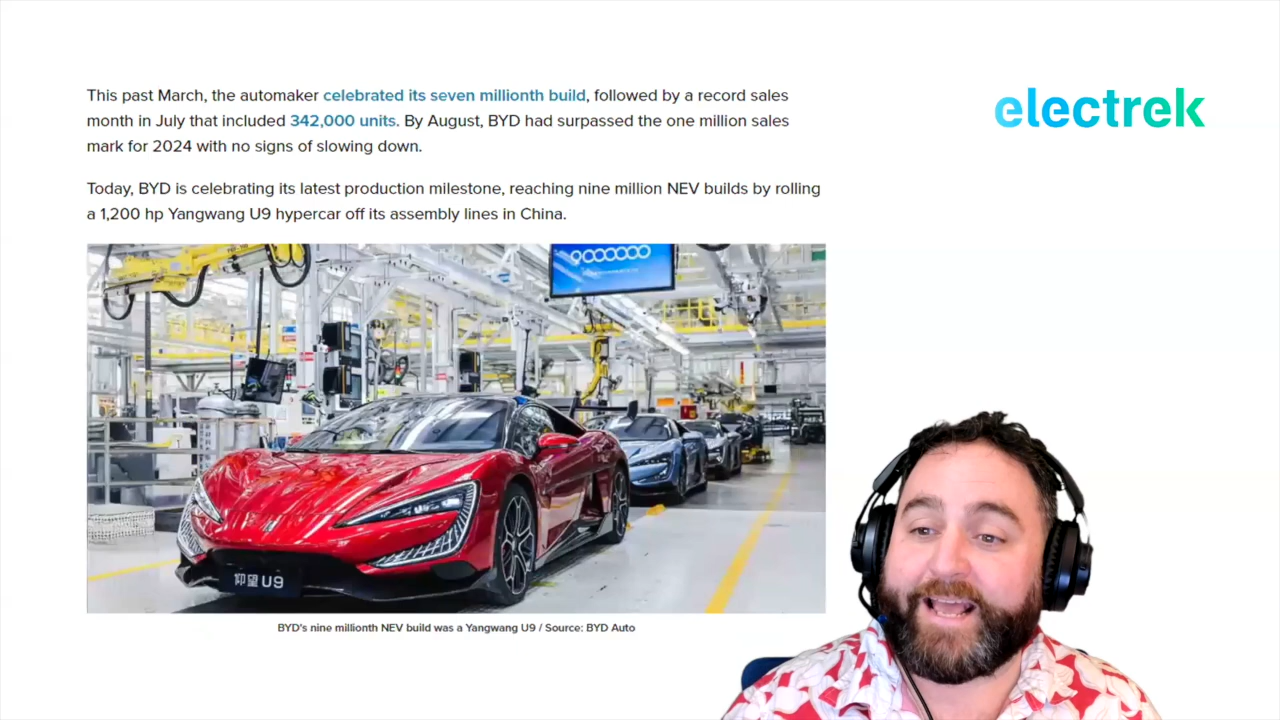 This past March, the automaker celebrated its seven millionth build, followed by a record sales
month in July that included 342,000 units. By August, BYD had surpassed the one million sales
mark for 2024 with no signs of slowing down.
Today, BYD is celebrating its latest production milestone, reaching nine million NEV builds by rolling
a 1,200 hp Yangwang U9 hypercar off its assembly lines in China.
electrek
9000000
仰望 U9
BYD's nine millionth NEV build was a Yangwang U9 / Source: BYD Auto